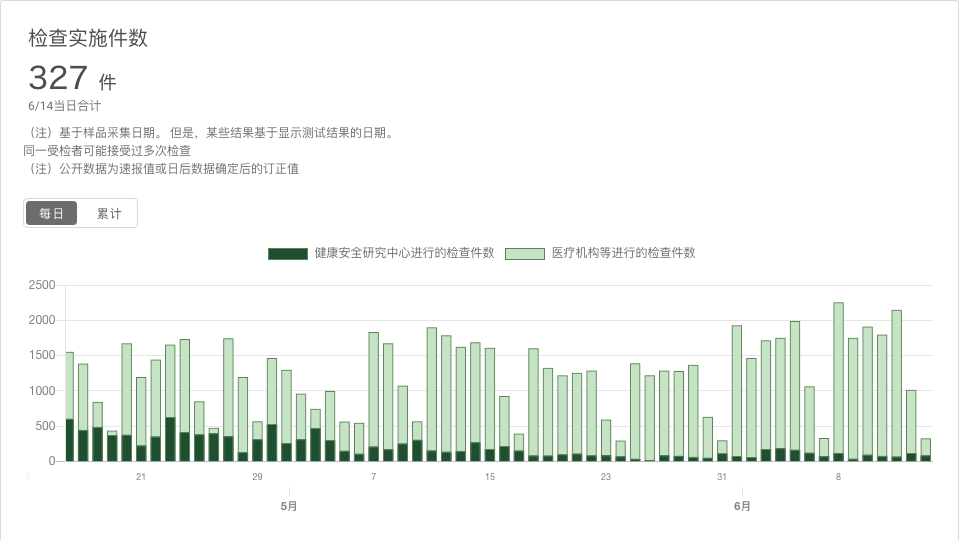 检查实施件数
327 件
6/14当日合计
（注）基于样品采集日期。 但是，某些结果基于显示测试结果的日期。
同一受检者可能接受过多次检查
（注）公开数据为速报值或日后数据确定后的订正值
每日 累计
健康安全研究中心进行的检查件数 医疗机构等进行的检查件数
2500
2000
1500
1000
500
0
21 29 7 15 23 31 8
5月 6月